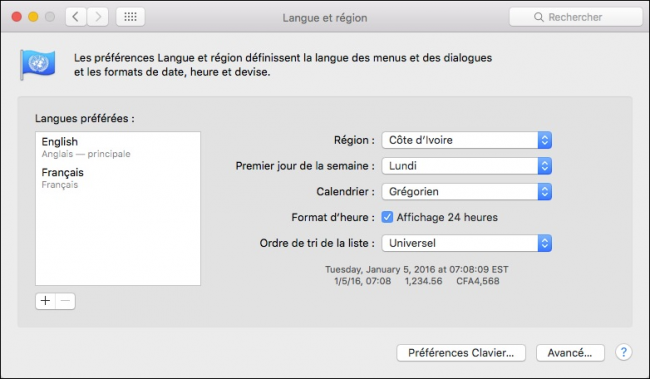 Langue et région
Rechercher
Les préférences Langue et région définissent la langue des menus et des dialogues
et les formats de date, heure et devise.
Langues préférées :
English
Anglais — principale
Français
Français
+ −
Région : Côte d'Ivoire
Premier jour de la semaine : Lundi
Calendrier : Grégorien
Format d'heure : Affichage 24 heures
Ordre de tri de la liste : Universel
Tuesday, January 5, 2016 at 07:08:09 EST
1/5/16, 07:08 1,234.56 CFA4,568
Préférences Clavier... Avancé... ?